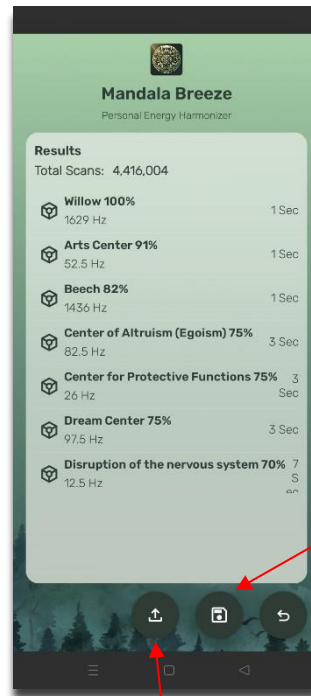 Mandala Breeze
Personal Energy Harmonizer
Results
Total Scans: 4,416,004
Willow 100%
1629 Hz
1 Sec
Arts Center 91%
52.5 Hz
1 Sec
Beech 82%
1436 Hz
1 Sec
Center of Altruism (Egoism) 75%
82.5 Hz
3 Sec
Center for Protective Functions 75%
26 Hz
3
Sec
Dream Center 75%
97.5 Hz
3 Sec
Disruption of the nervous system 70%
12.5 Hz
7
S
ec